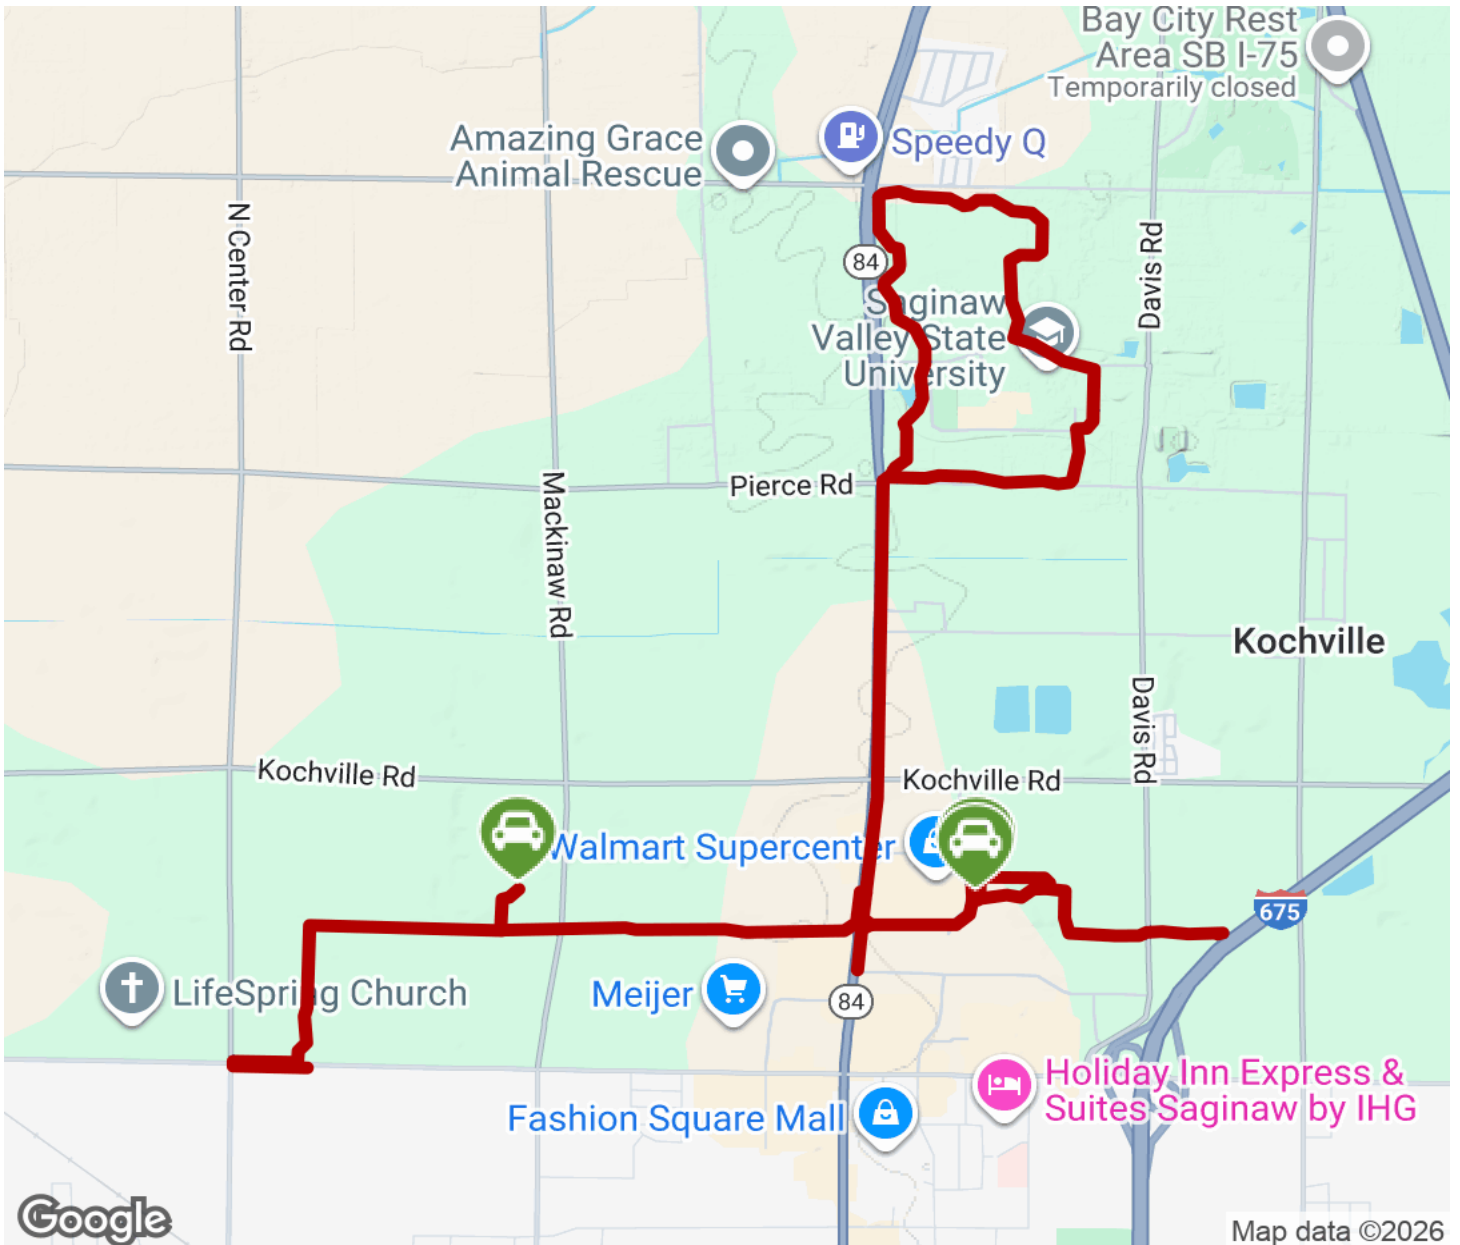 Bay City Rest
Area SB I-75
Temporarily closed
Amazing Grace
Animal Rescue
Speedy Q
N Center Rd
Davis Rd
84
Saginaw
Valley State
University
Mackinaw Rd
Pierce Rd
Kochville
Davis Rd
Kochville Rd
Kochville Rd
Walmart Supercenter
675
LifeSpring Church
Meijer
84
Holiday Inn Express &
Suites Saginaw by IHG
Fashion Square Mall
Google
Map data ©2026